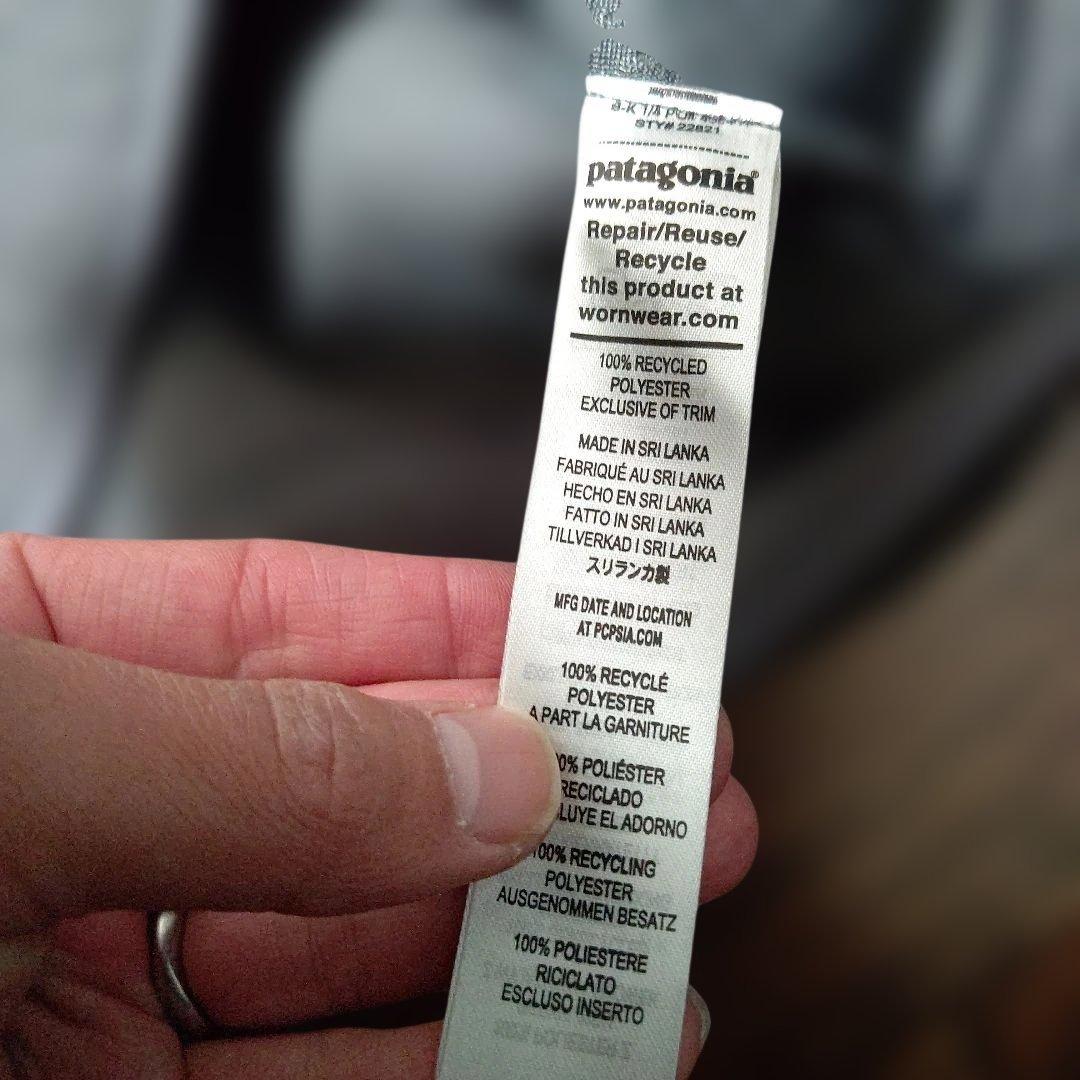 STY# 22821
patagonia®
www.patagonia.com
Repair/Reuse/
Recycle
this product at
wornwear.com
100% RECYCLED
POLYESTER
EXCLUSIVE OF TRIM
MADE IN SRI LANKA
FABRIQUÉ AU SRI LANKA
HECHO EN SRI LANKA
FATTO IN SRI LANKA
TILLVERKAD I SRI LANKA
スリランカ製
MFG DATE AND LOCATION
AT PCPSIA.COM
100% RECYCLÉ
POLYESTER
A PART LA GARNITURE
0% POLIÉSTER
RECICLADO
LUYE EL ADORNO
100% RECYCLING
POLYESTER
AUSGENOMMEN BESATZ
100% POLIESTERE
RICICLATO
ESCLUSO INSERTO